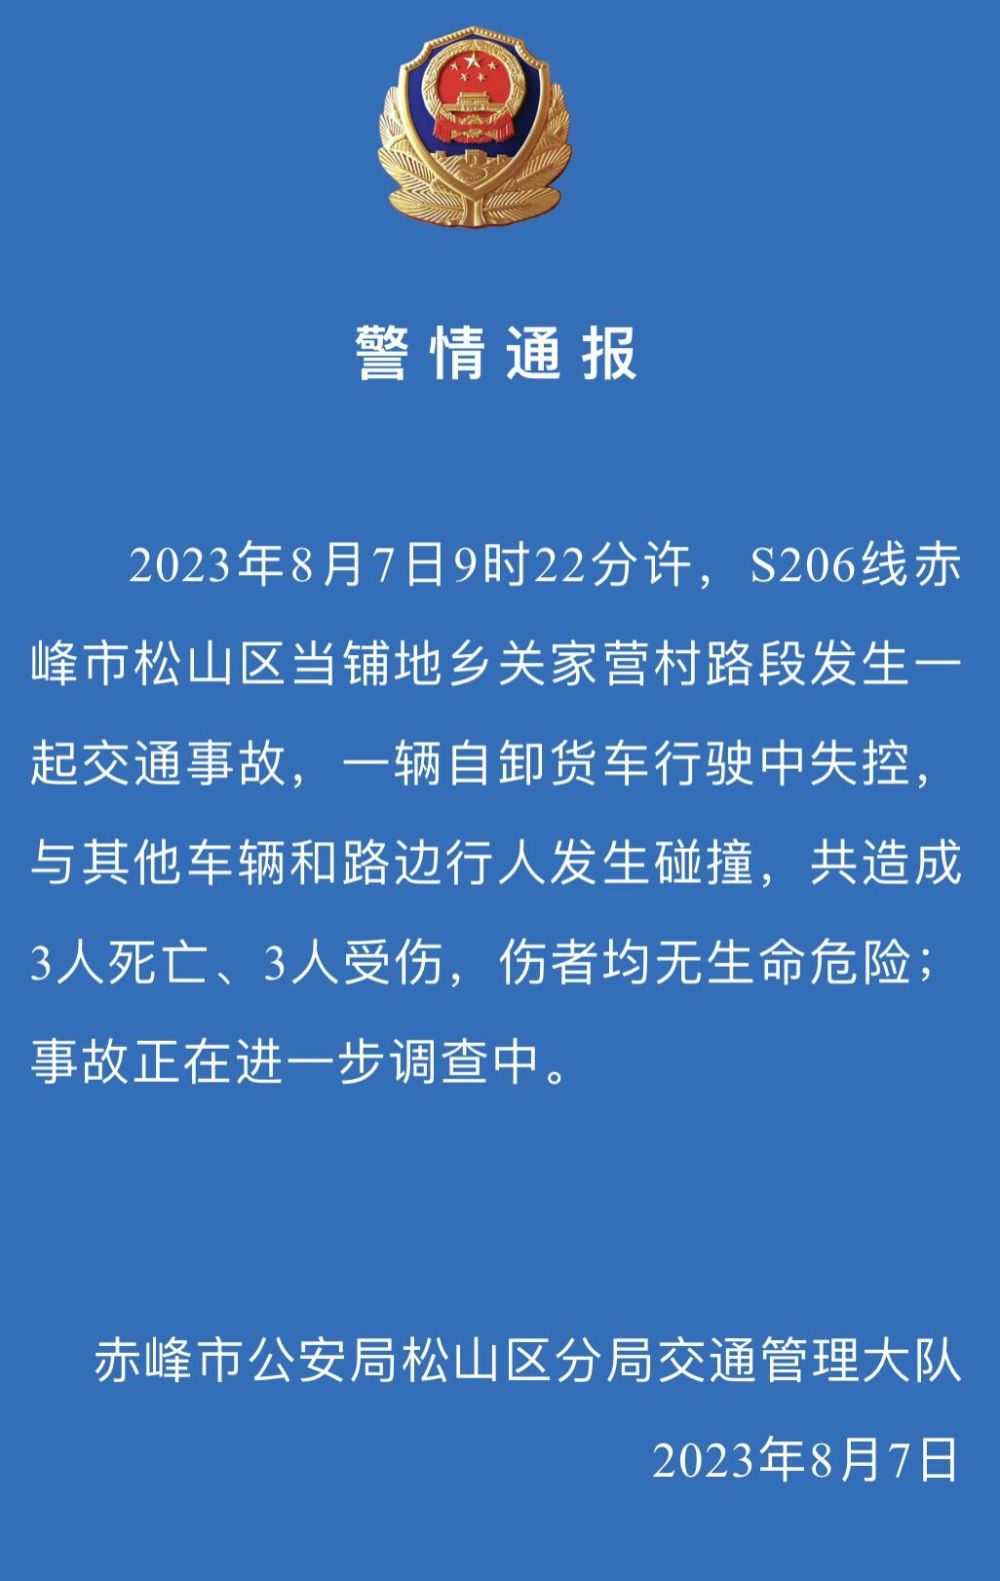 警情通报
2023年8月7日9时22分许，S206线赤
峰市松山区当铺地乡关家营村路段发生一
起交通事故，一辆自卸货车行驶中失控，
与其他车辆和路边行人发生碰撞，共造成
3人死亡、3人受伤，伤者均无生命危险；
事故正在进一步调查中。
赤峰市公安局松山区分局交通管理大队
2023年8月7日